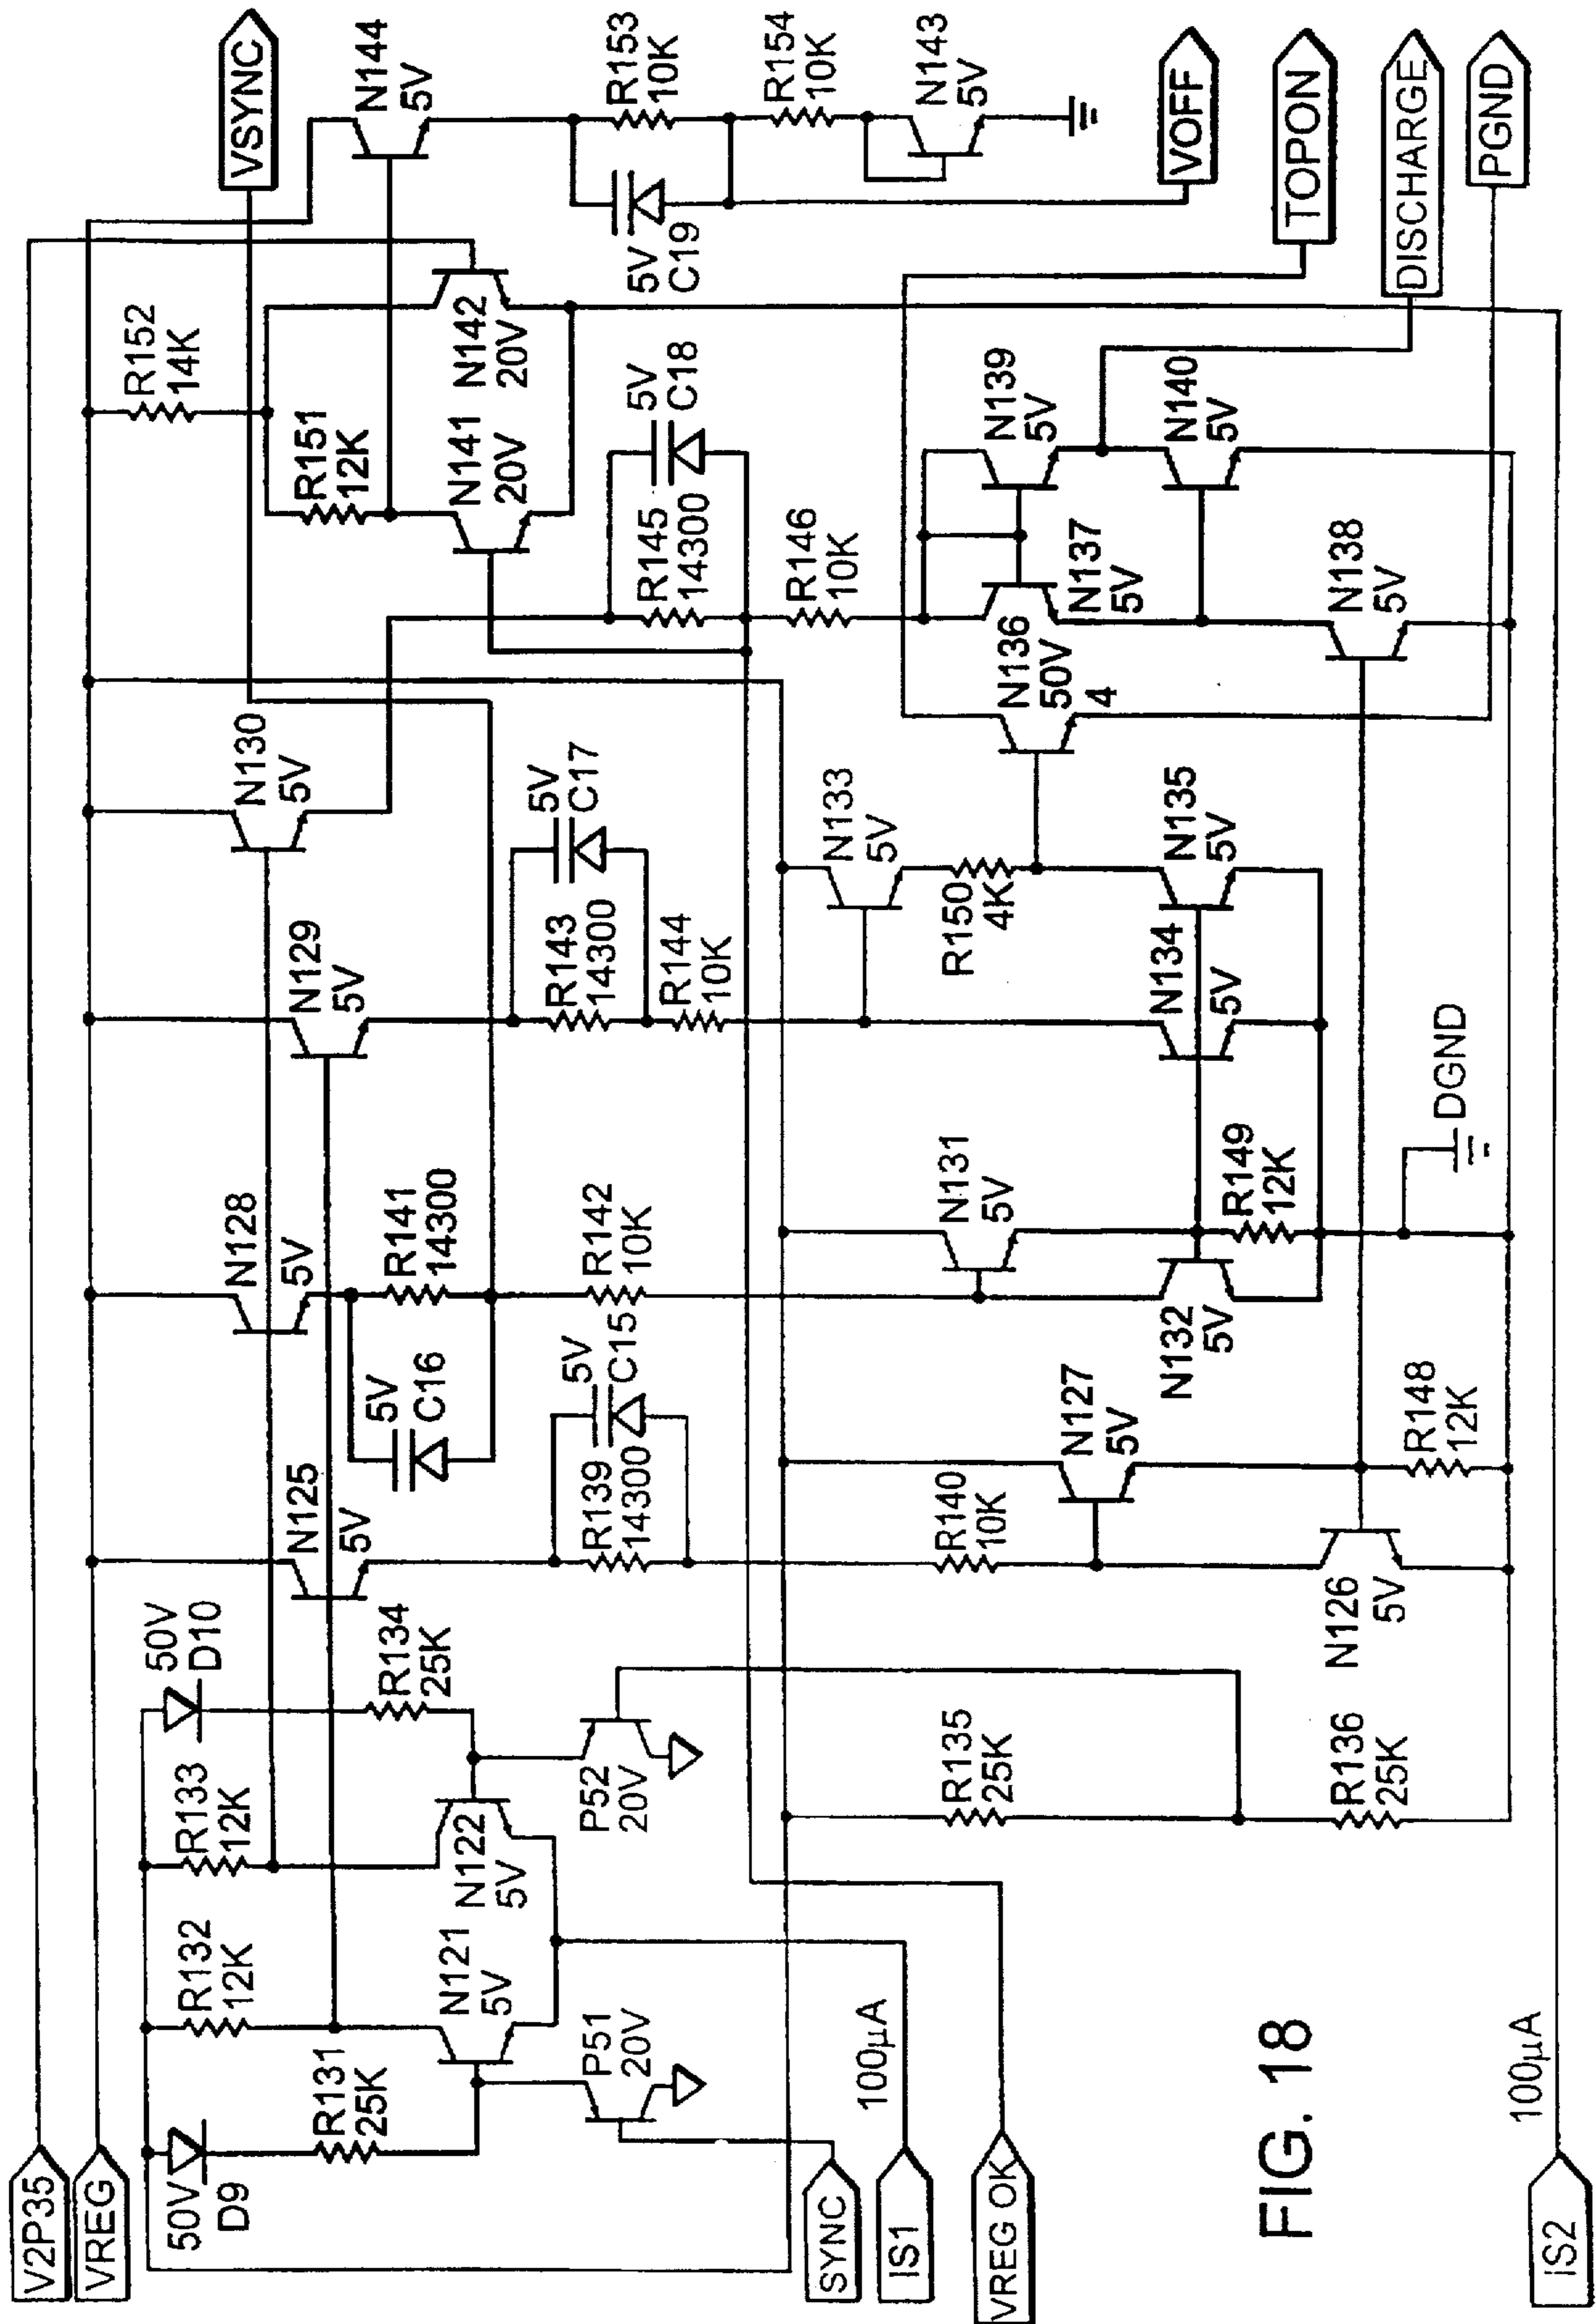 V2P35
VREG
50V
D9
R131
25K
R132
12K
R133
12K
50V
D10
R134
25K
N121
5V
N122
5V
P51
20V
P52
20V
SYNC
IS1
100µA
VREG OK
R135
25K
R136
25K
N125
5V
5V
C16
N128
5V
R141
14300
R139
14300
5V
C15
R142
10K
R140
10K
N127
5V
N126
5V
R148
12K
N131
5V
N132
5V
R149
12K
DGND
N129
5V
N130
5V
5V
C17
R143
14300
R144
10K
N133
5V
R150
4K
N134
5V
N135
5V
N136
50V
4
R152
14K
R151
12K
N141
20V
N142
20V
R145
14300
5V
C18
R146
10K
N137
5V
N138
5V
N139
5V
N140
5V
VSYNC
N144
5V
R153
10K
5V
C19
R154
10K
N143
5V
VOFF
TOPON
DISCHARGE
PGND
IS2
100µA
FIG. 18